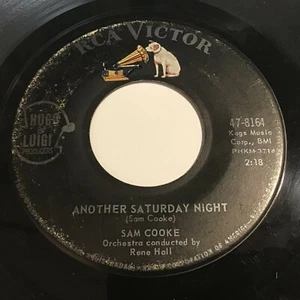 RCA VICTOR
HUGO
&
LUIGI
PRODUCERS
47-8164
Kags Music
Corp., BMI
2:18
ANOTHER SATURDAY NIGHT
(Sam Cooke)
SAM COOKE
Orchestra conducted by
Rene Hall